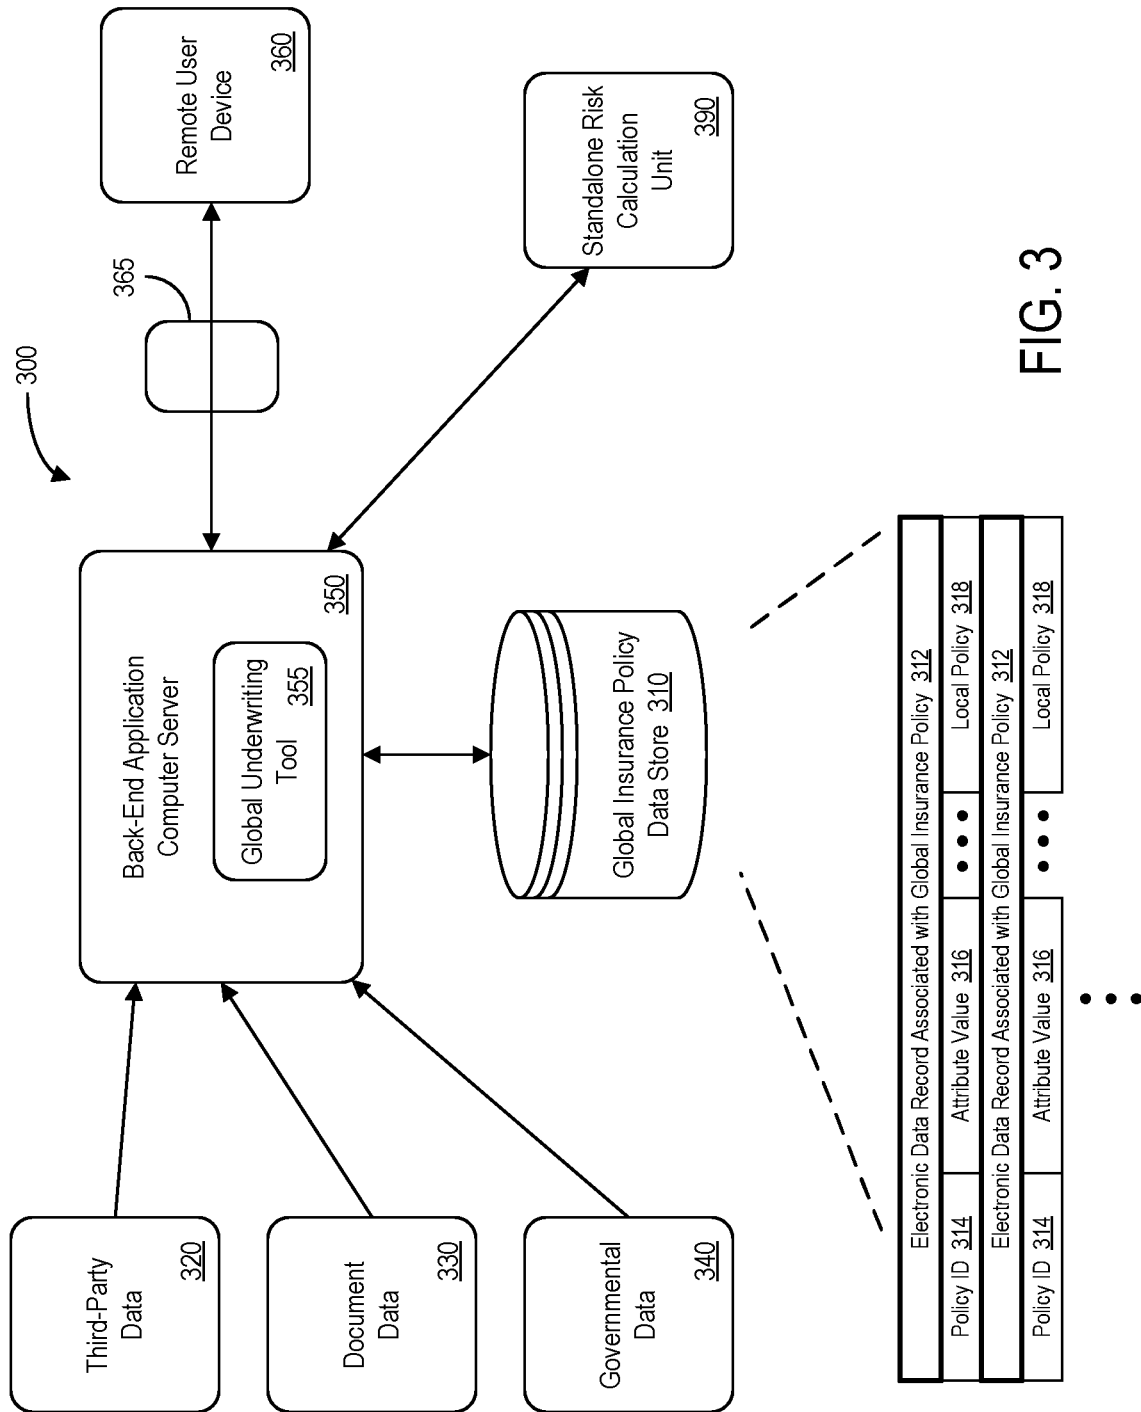 300
Third-Party
Data
320
Document
Data
330
Governmental
Data
340
Back-End Application
Computer Server
350
Global Underwriting
Tool
355
365
Remote User
Device
360
Standalone Risk
Calculation
Unit
390
Global Insurance Policy
Data Store 310
Electronic Data Record Associated with Global Insurance Policy 312
Policy ID 314 Attribute Value 316 ••• Local Policy 318
Electronic Data Record Associated with Global Insurance Policy 312
Policy ID 314 Attribute Value 316 ••• Local Policy 318
•••
FIG. 3